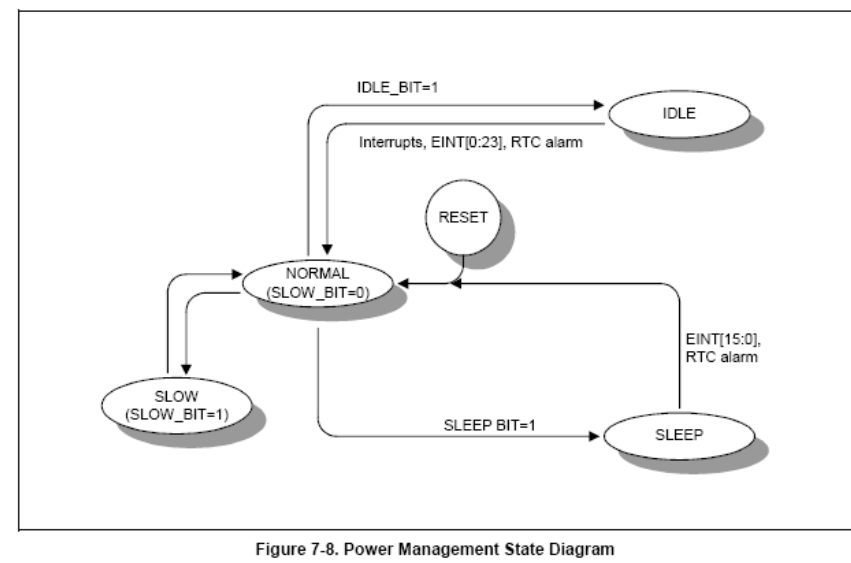 IDLE_BIT=1
IDLE
Interrupts, EINT[0:23], RTC alarm
RESET
NORMAL
(SLOW_BIT=0)
EINT[15:0],
RTC alarm
SLOW
(SLOW_BIT=1)
SLEEP BIT=1
SLEEP
Figure 7-8. Power Management State Diagram